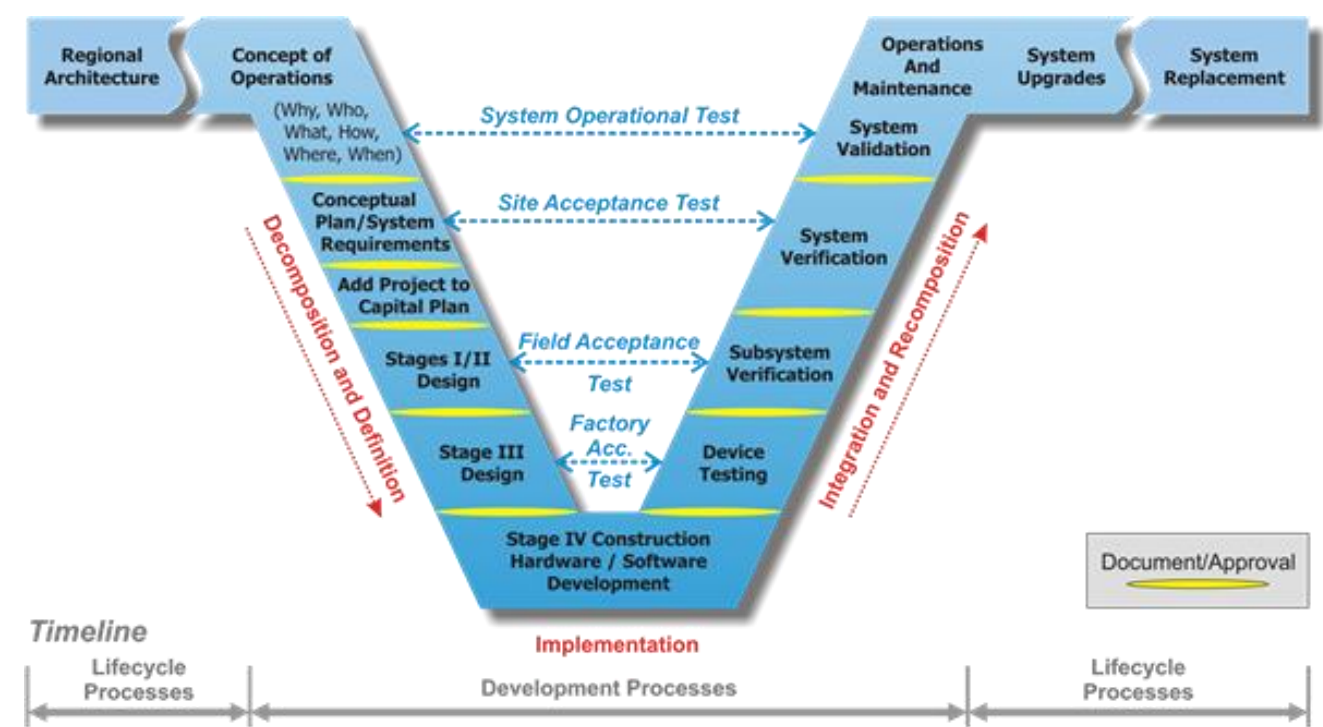 Regional
Architecture
Concept of
Operations
(Why, Who,
What, How,
Where, When)
Conceptual
Plan/System
Requirements
Add Project to
Capital Plan
Stages I/II
Design
Stage III
Design
Stage IV Construction
Hardware / Software
Development
Device
Testing
Subsystem
Verification
System
Verification
System
Validation
Operations
And
Maintenance
System
Upgrades
System
Replacement
System Operational Test
Site Acceptance Test
Field Acceptance
Test
Factory
Acc.
Test
Decomposition and Definition
Integration and Recomposition
Implementation
Document/Approval
Timeline
Lifecycle
Processes
Development Processes
Lifecycle
Processes